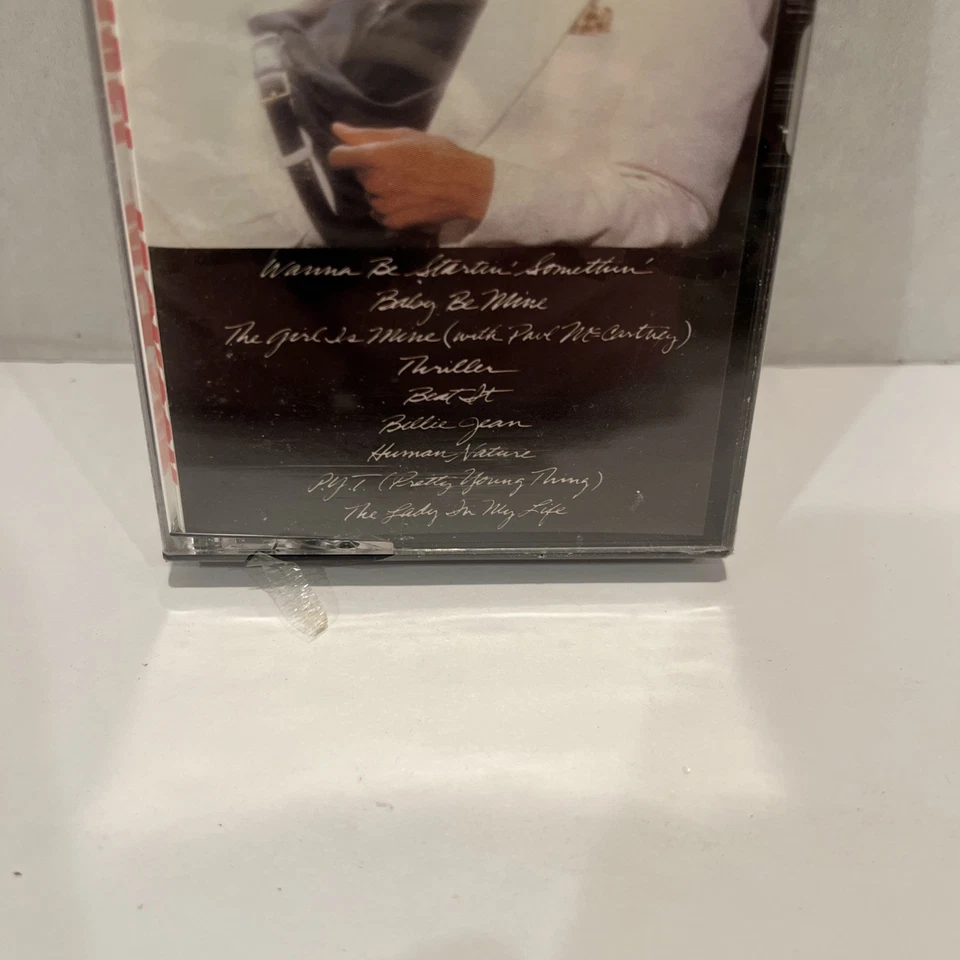 Wanna Be Startin' Somethin'
Baby Be Mine
The Girl Is Mine (with Paul McCartney)
Thriller
Beat It
Billie Jean
Human Nature
P.Y.T. (Pretty Young Thing)
The Lady In My Life